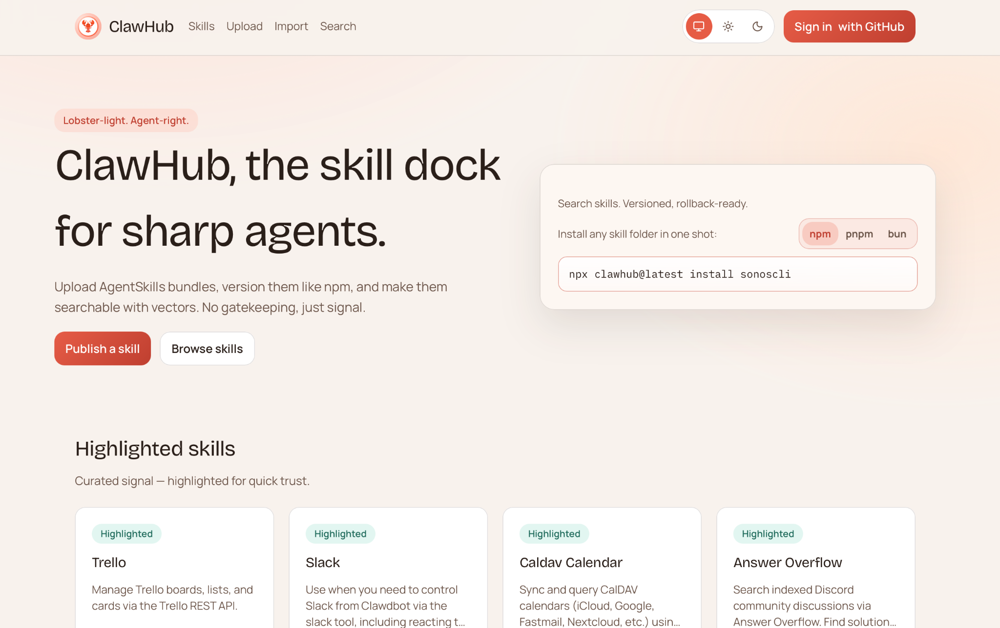 ClawHub
Skills
Upload
Import
Search
Sign in with GitHub
Lobster-light. Agent-right.
ClawHub, the skill dock
for sharp agents.
Upload AgentSkills bundles, version them like npm, and make them
searchable with vectors. No gatekeeping, just signal.
Publish a skill
Browse skills
Search skills. Versioned, rollback-ready.
Install any skill folder in one shot:
npm
pnpm
bun
npx clawhub@latest install sonoscli
Highlighted skills
Curated signal — highlighted for quick trust.
Highlighted
Trello
Manage Trello boards, lists, and
cards via the Trello REST API.
Highlighted
Slack
Use when you need to control
Slack from Clawdbot via the
slack tool, including reacting t...
Highlighted
Caldav Calendar
Sync and query CalDAV
calendars (iCloud, Google,
Fastmail, Nextcloud, etc.) usin...
Highlighted
Answer Overflow
Search indexed Discord
community discussions via
Answer Overflow. Find solution...